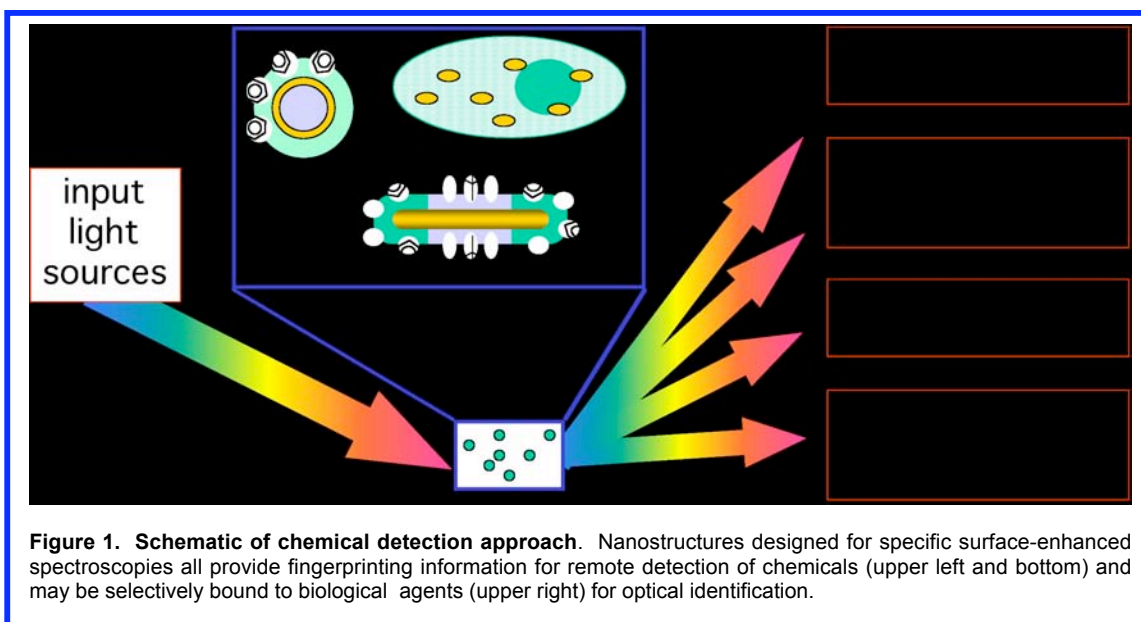 input
light
sources
Figure 1. Schematic of chemical detection approach. Nanostructures designed for specific surface-enhanced
spectroscopies all provide fingerprinting information for remote detection of chemicals (upper left and bottom) and
may be selectively bound to biological agents (upper right) for optical identification.